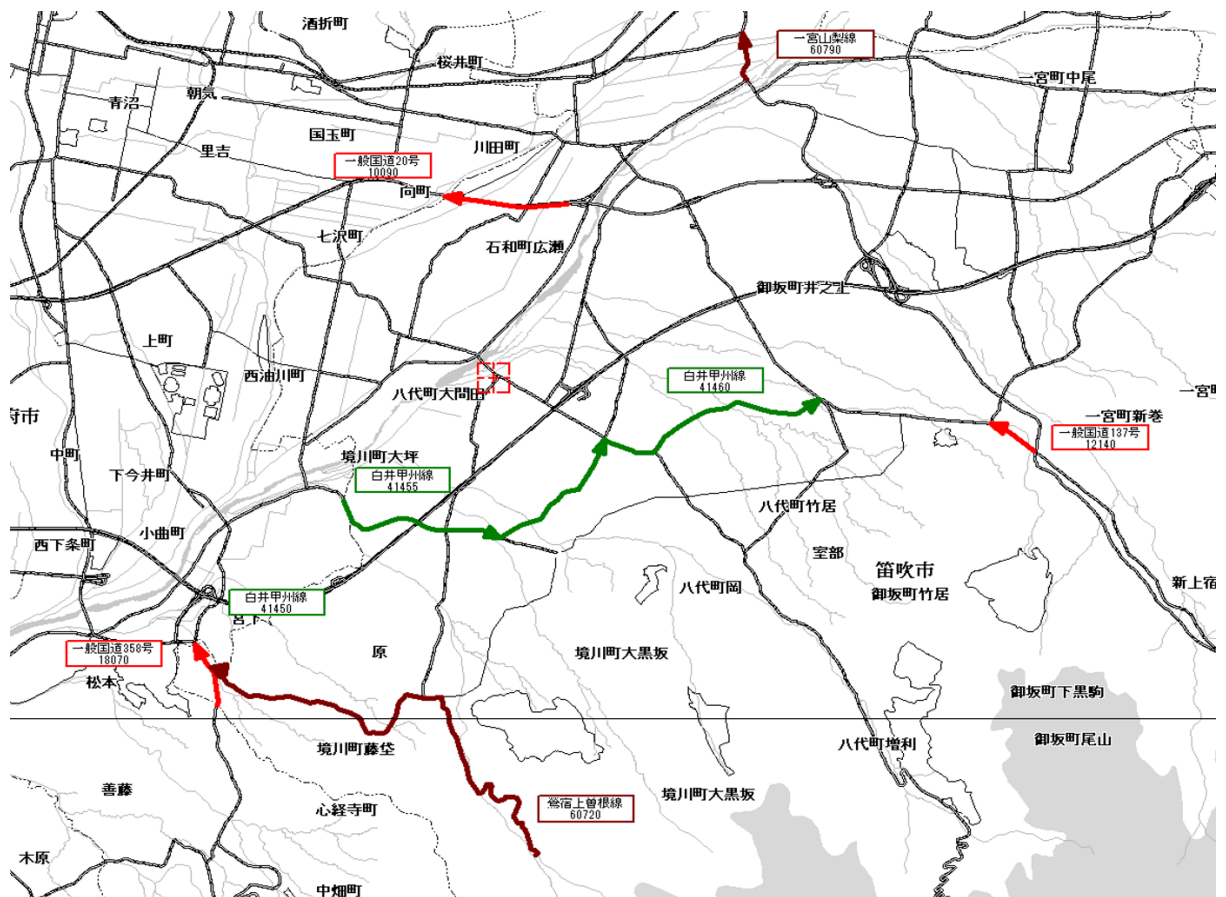 酒折町
一宮山梨線
60790
桜井町
一宮町中尾
青沼
朝気
国玉町
川田町
里吉
一般国道20号
10090
向町
七沢町
石和町広瀬
御坂町井之上
上町
西油川町
白井甲州線
41460
八代町大間田
一宮町
府市
一宮町新巻
一般国道137号
12140
中町
境川町大坪
下今井町
白井甲州線
41455
八代町竹居
小曲町
西下条町
室部
笛吹市
新上宿
白井甲州線
41450
八代町岡
御坂町竹居
宮下
一般国道358号
18070
原
境川町大黒坂
松本
御坂町下黒駒
境川町藤垈
八代町増利
御坂町尾山
善藤
境川町大黒坂
心経寺町
鶯宿上曽根線
60720
木原
中畑町